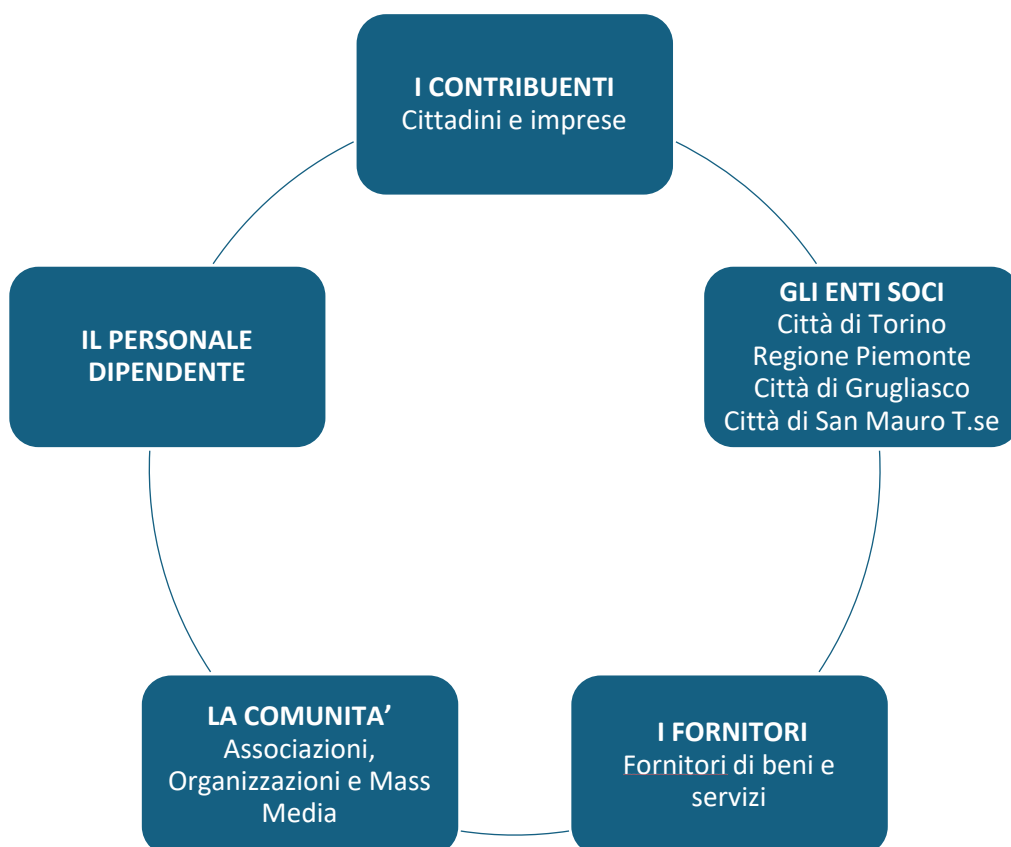 I CONTRIBUENTI
Cittadini e imprese
GLI ENTI SOCI
Città di Torino
Regione Piemonte
Città di Grugliasco
Città di San Mauro T.se
I FORNITORI
Fornitori di beni e
servizi
LA COMUNITA’
Associazioni,
Organizzazioni e Mass
Media
IL PERSONALE
DIPENDENTE